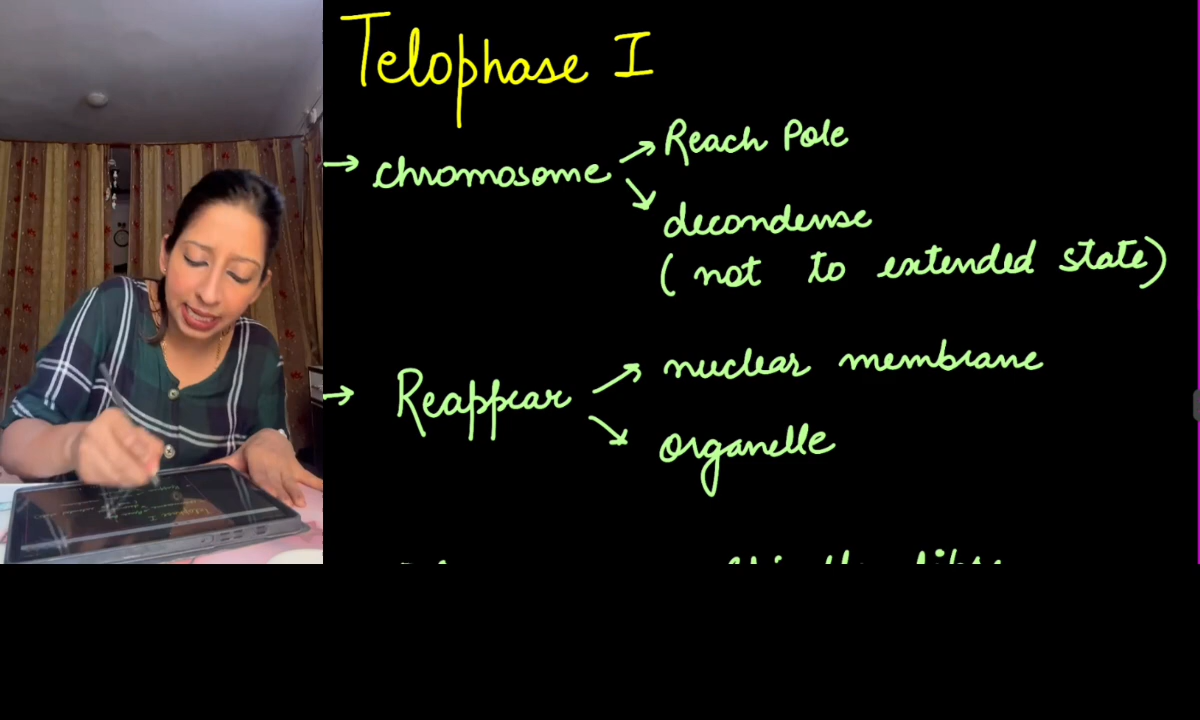 Telophase I
→ chromosome → Reach Pole
↘ decondense
(not to extended state)
→ Reappear → nuclear membrane
↘ organelle